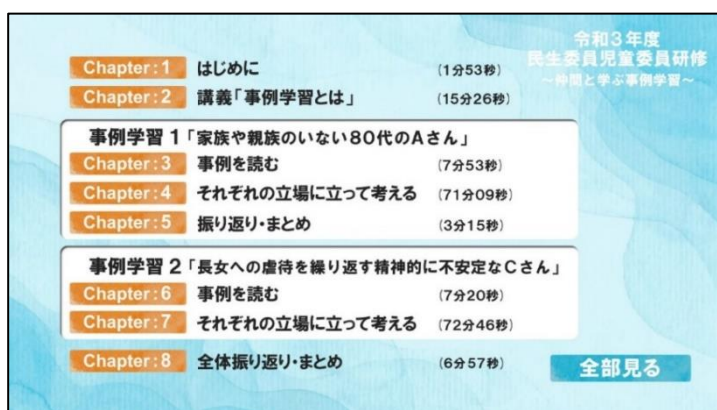 令和3年度
民生委員児童委員研修
～仲間と学ぶ事例学習～
Chapter:1 はじめに (1分53秒)
Chapter:2 講義「事例学習とは」 (15分26秒)
事例学習 1「家族や親族のいない80代のAさん」
Chapter:3 事例を読む (7分53秒)
Chapter:4 それぞれの立場に立って考える (71分09秒)
Chapter:5 振り返り・まとめ (3分15秒)
事例学習 2「長女への虐待を繰り返す精神的に不安定なCさん」
Chapter:6 事例を読む (7分20秒)
Chapter:7 それぞれの立場に立って考える (72分46秒)
Chapter:8 全体振り返り・まとめ (6分57秒)
全部見る